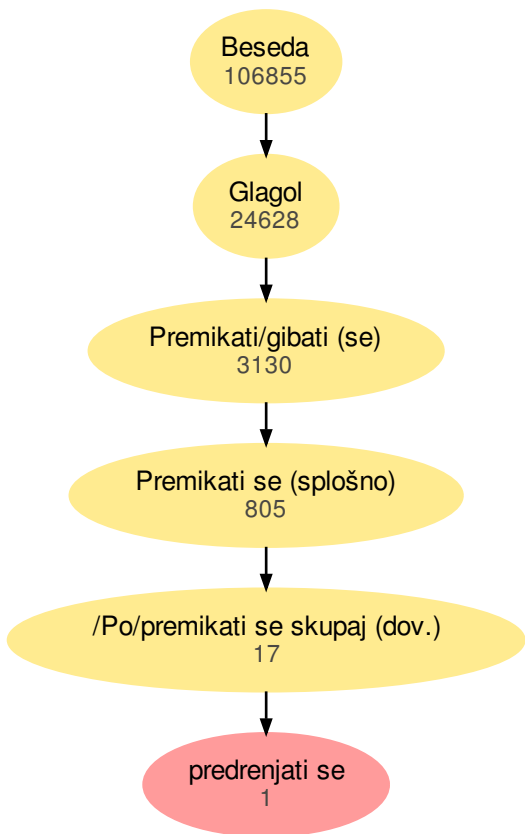 Beseda
106855
Glagol
24628
Premikati/gibati (se)
3130
Premikati se (splošno)
805
/Po/premikati se skupaj (dov.)
17
predrenjati se
1